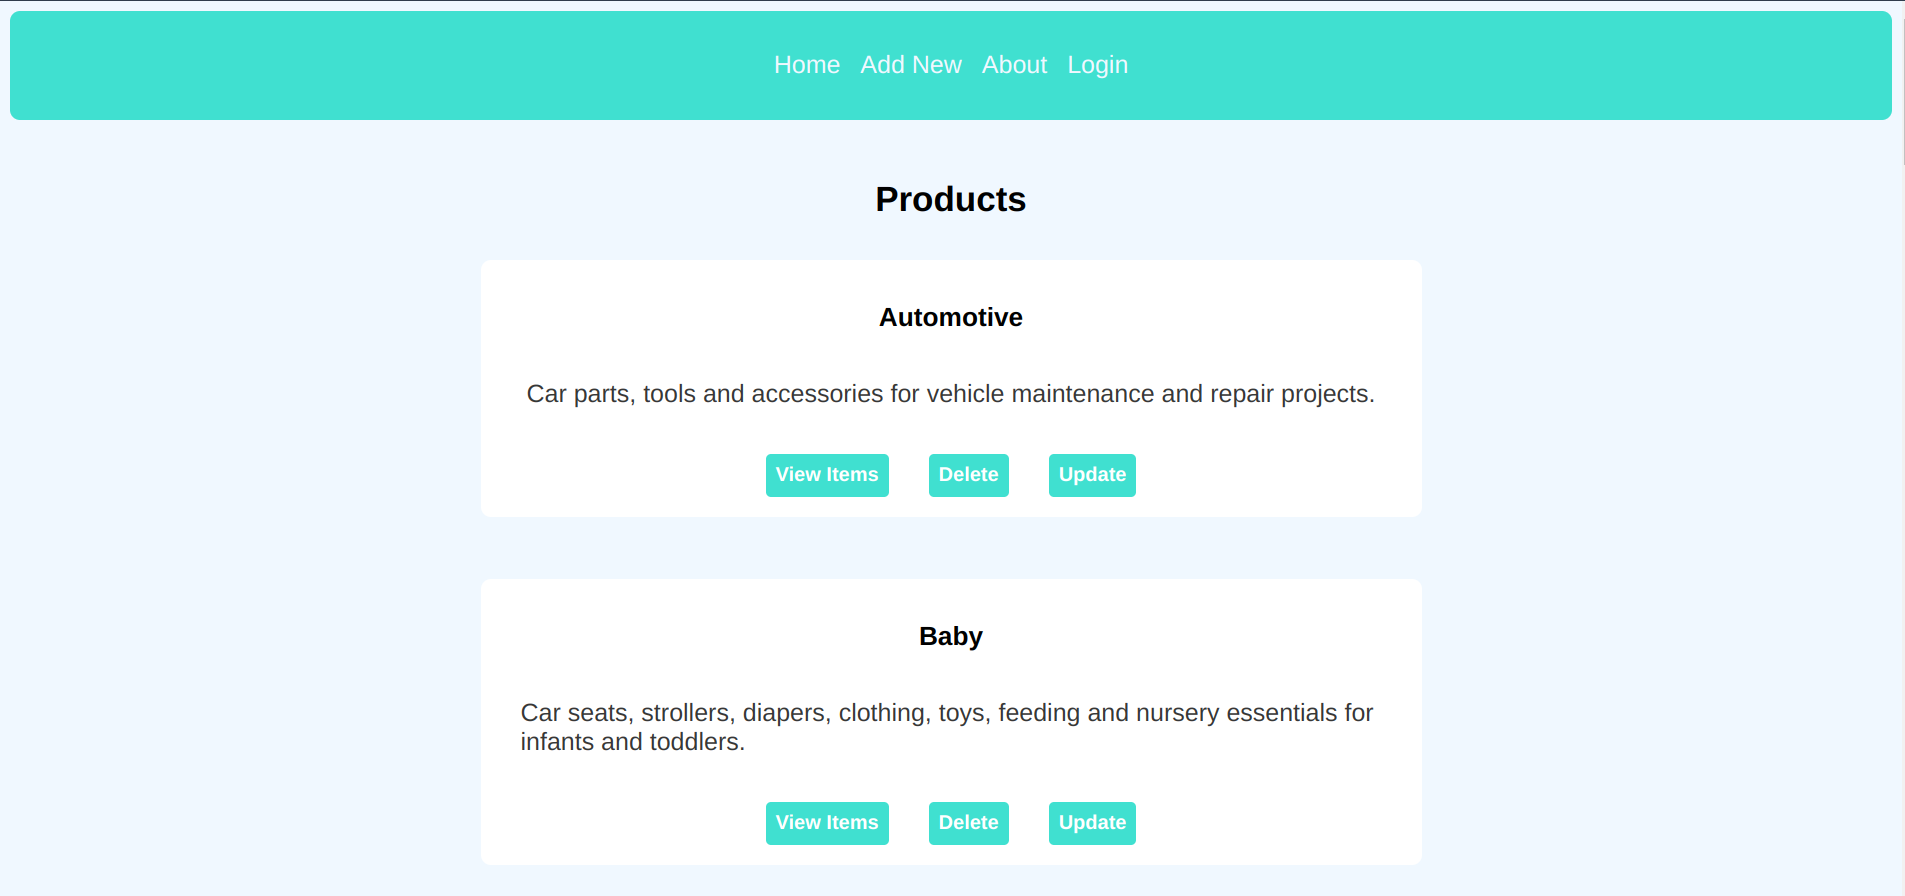 Home Add New About Login
Products
Automotive
Car parts, tools and accessories for vehicle maintenance and repair projects.
View Items Delete Update
Baby
Car seats, strollers, diapers, clothing, toys, feeding and nursery essentials for
infants and toddlers.
View Items Delete Update